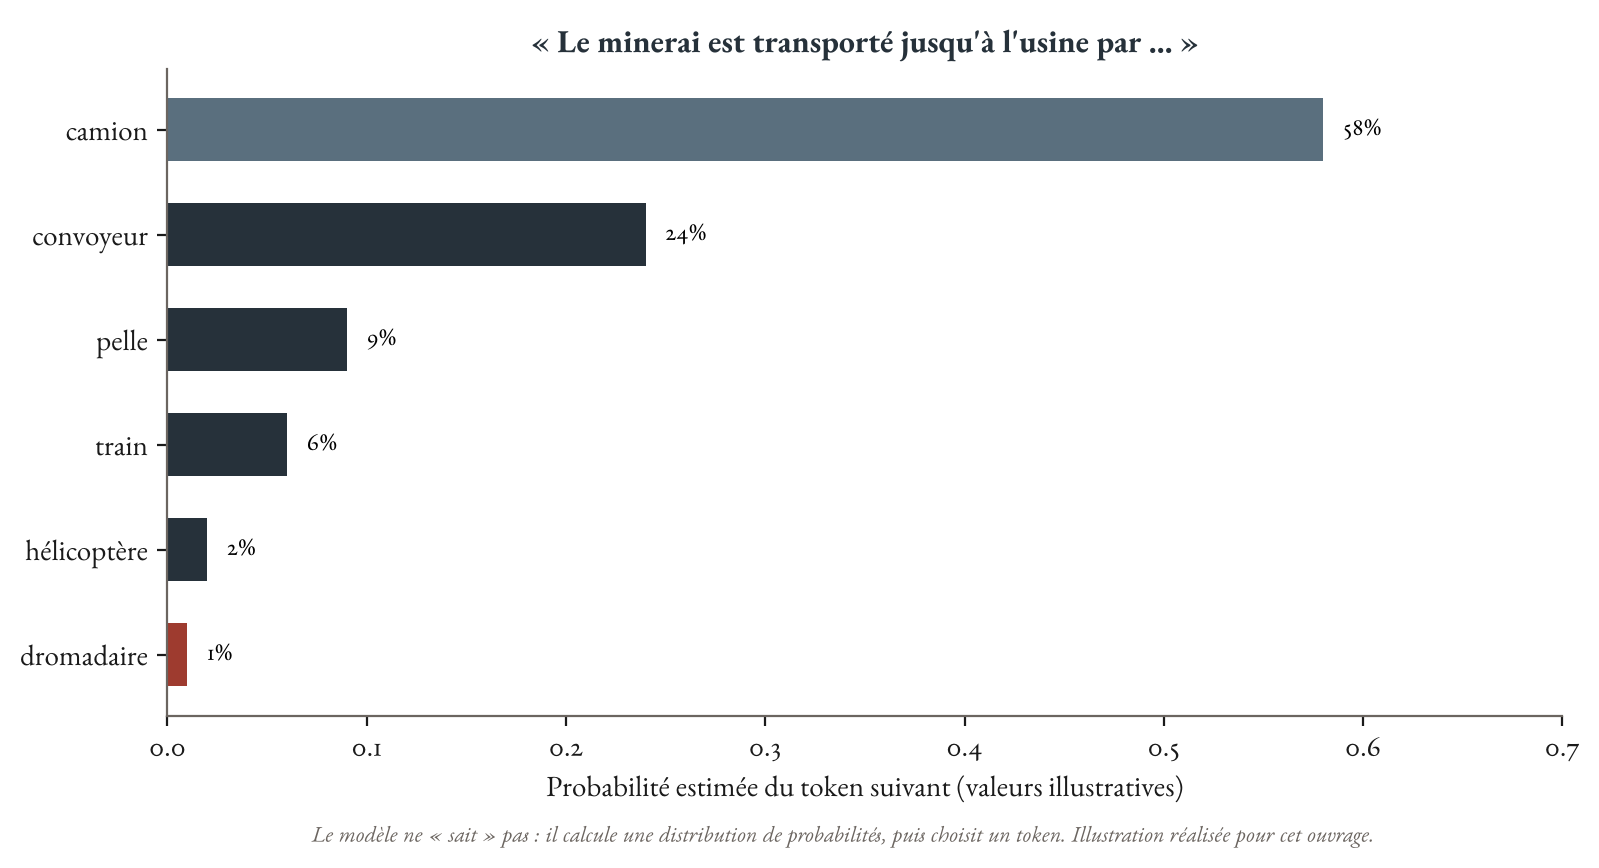 « Le minerai est transporté jusqu'à l'usine par ... »
camion
58%
convoyeur
24%
pelle
9%
train
6%
hélicoptère
2%
dromadaire
1%
0.0 0.1 0.2 0.3 0.4 0.5 0.6 0.7
Probabilité estimée du token suivant (valeurs illustratives)
Le modèle ne « sait » pas : il calcule une distribution de probabilités, puis choisit un token. Illustration réalisée pour cet ouvrage.